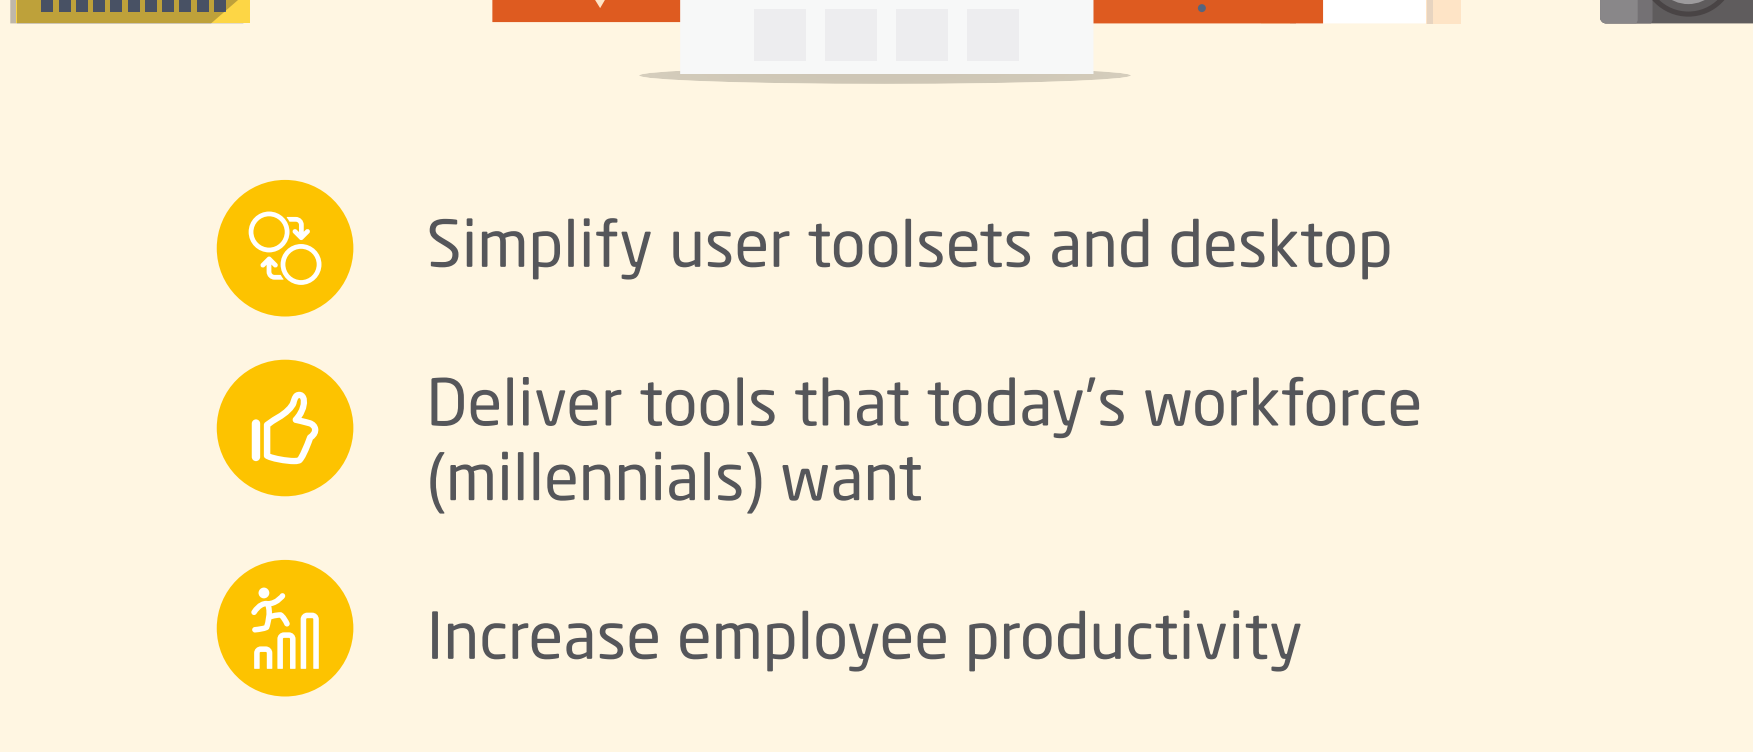 Simplify user toolsets and desktop
Deliver tools that today’s workforce
(millennials) want
Increase employee productivity